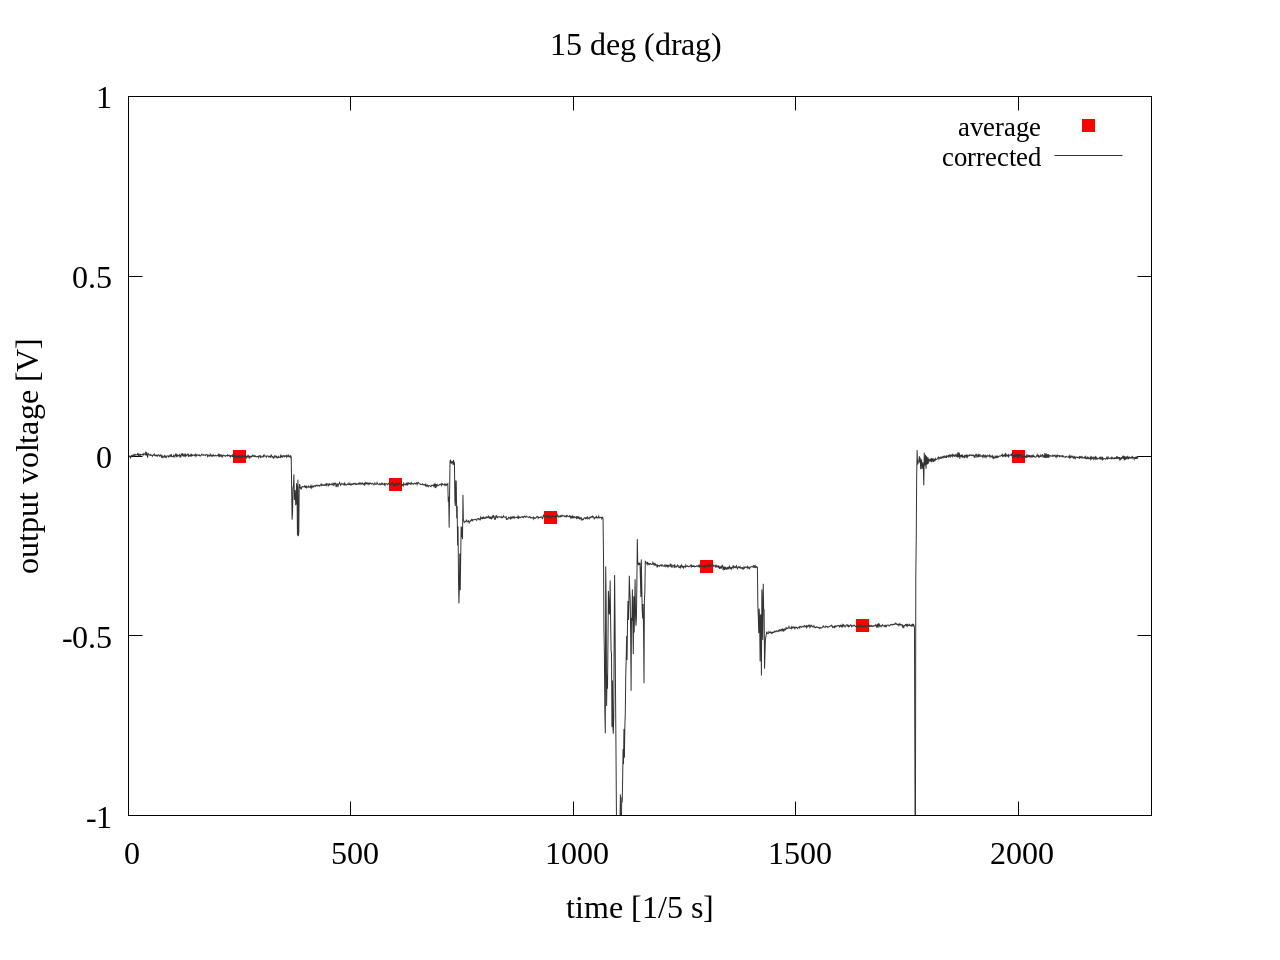 15 deg (drag)
average
corrected
output voltage [V]
1
0.5
0
-0.5
-1
0 500 1000 1500 2000
time [1/5 s]